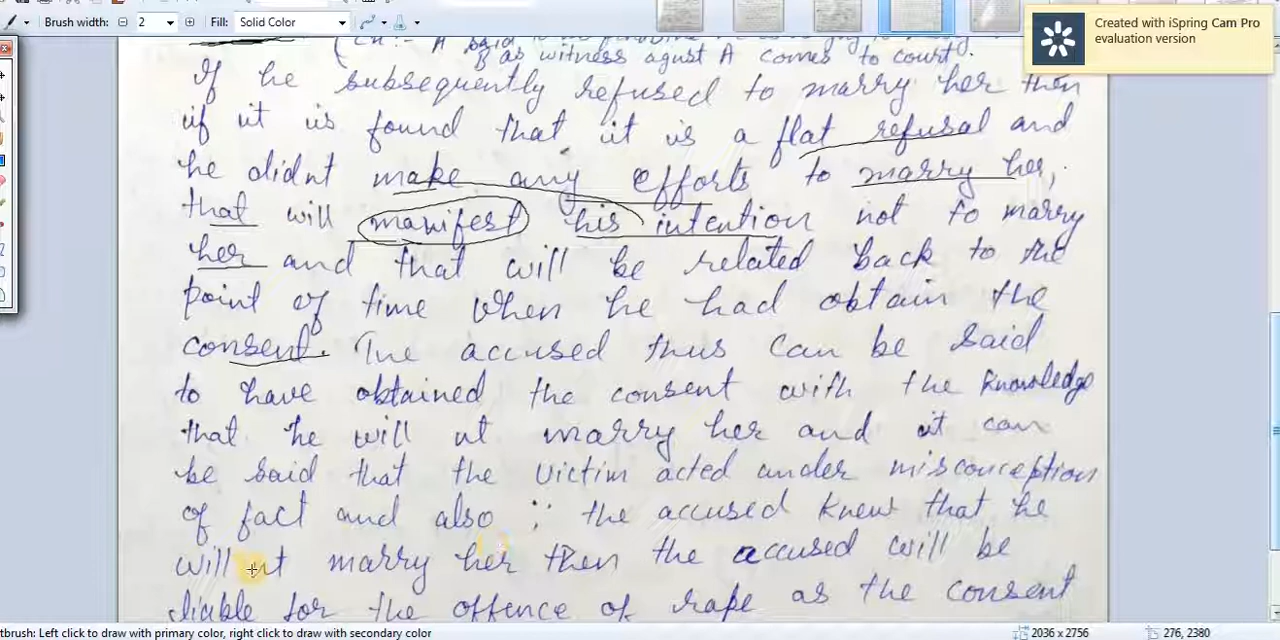 Brush width: 2 Fill: Solid Color
Created with iSpring Cam Pro
evaluation version
B as witness agust A comes to court.
If he subsequently refused to marry her then
if it is found that it is a flat refusal and
he didnt make any efforts to marry her,
that will manifest his intention not to marry
her and that will be related back to the
point of time when he had obtain the
consent. The accused thus can be said
to have obtained the consent with the knowledge
that he will nt marry her and it can
be said that the victim acted under misconception
of fact and also ∵ the accused knew that he
will nt marry her then the accused will be
liable for the offence of rape as the consent
tbrush: Left click to draw with primary color, right click to draw with secondary color
2036 x 2756
276, 2380